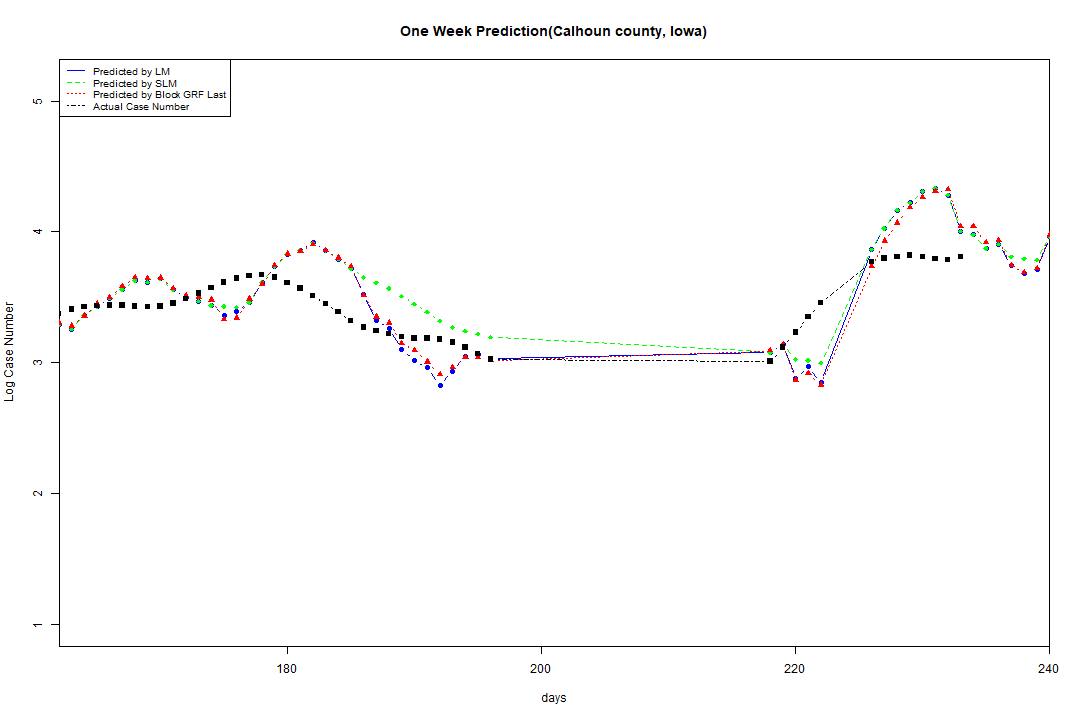 One Week Prediction(Calhoun county, Iowa)
Predicted by LM
Predicted by SLM
Predicted by Block GRF Last
Actual Case Number
5
4
3
2
1
Log Case Number
180 200 220 240
days